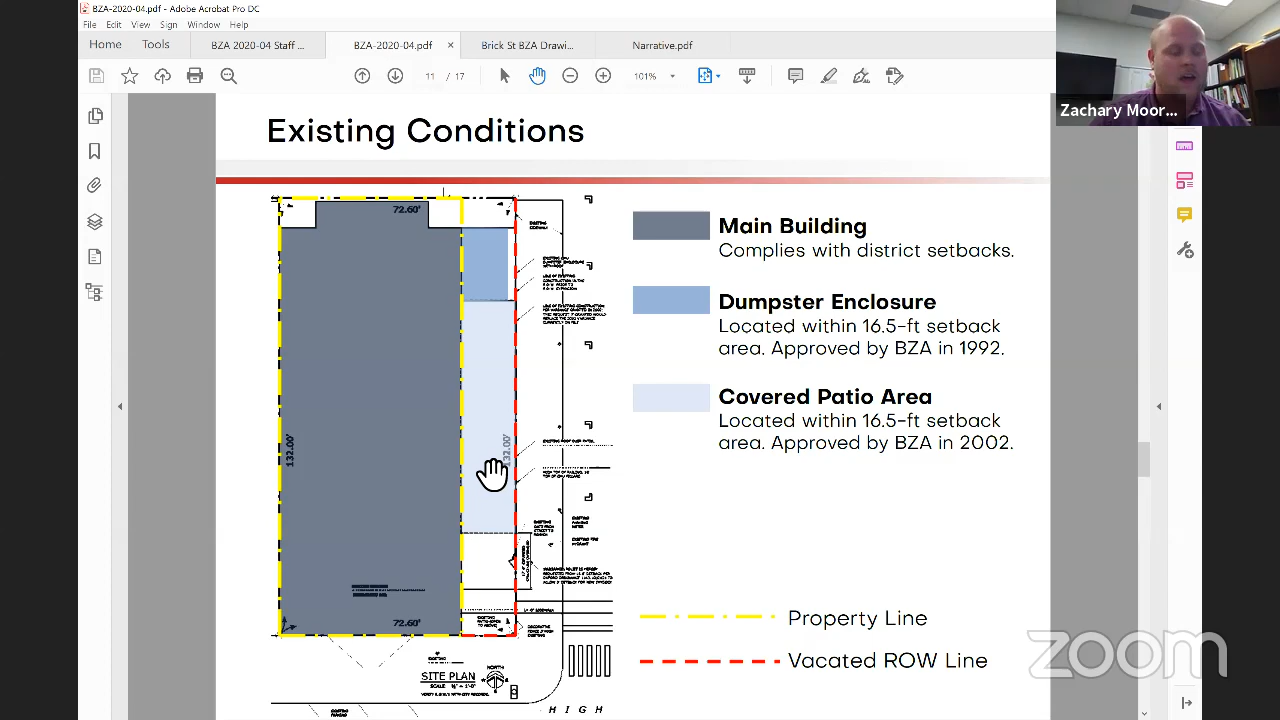 BZA-2020-04.pdf - Adobe Acrobat Pro DC
File Edit View Sign Window Help
Home Tools BZA 2020-04 Staff ... BZA-2020-04.pdf × Brick St BZA Drawi... Narrative.pdf
11 / 17 101%
Zachary Moor...
Existing Conditions
72.60'
132.00'
132.00'
72.60'
Main Building
Complies with district setbacks.
Dumpster Enclosure
Located within 16.5-ft setback
area. Approved by BZA in 1992.
Covered Patio Area
Located within 16.5-ft setback
area. Approved by BZA in 2002.
Property Line
Vacated ROW Line
NORTH
SITE PLAN
HIGH
zoom